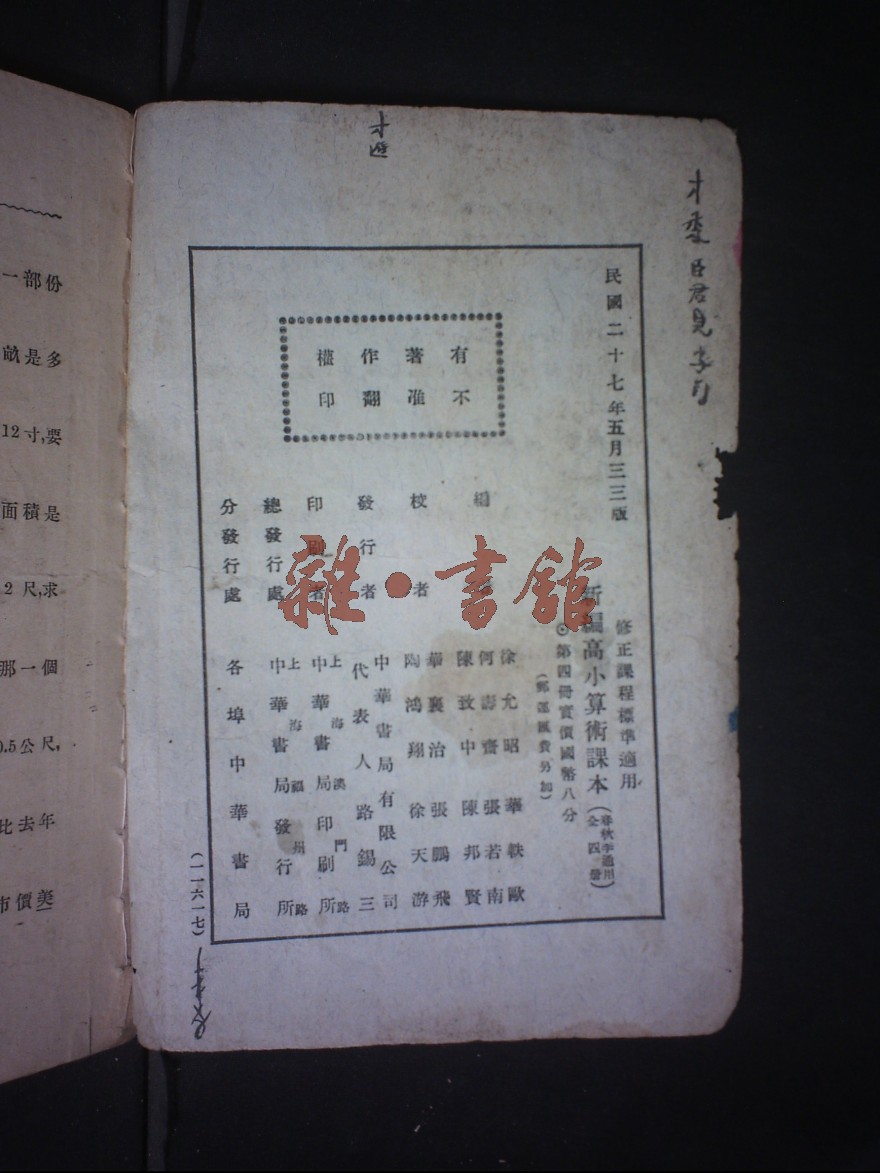 民國二十七年五月三三版
修正課程標準適用
新編高小算術課本(春秋季通用 全四册)
⊙第四冊實價國幣八分
(郵運匯費另加)
有著作權
不准翻印
編者
徐允昭 華軼歐
何壽齋 張若南
陳致中 陳邦賢
校者
華襄治 張鵬飛
陶鴻翔 徐天游
發行者
中華書局有限公司
代表人路錫三
印刷者
上海澳門路
中華書局印刷所
總發行處
上海福州路
中華書局發行所
分發行處
各埠中華書局
(一一六一七)
雜·書館
一部份
畝是多
12寸,要
面積是
2尺,求
那一個
0.5公尺,
比去年
市價美